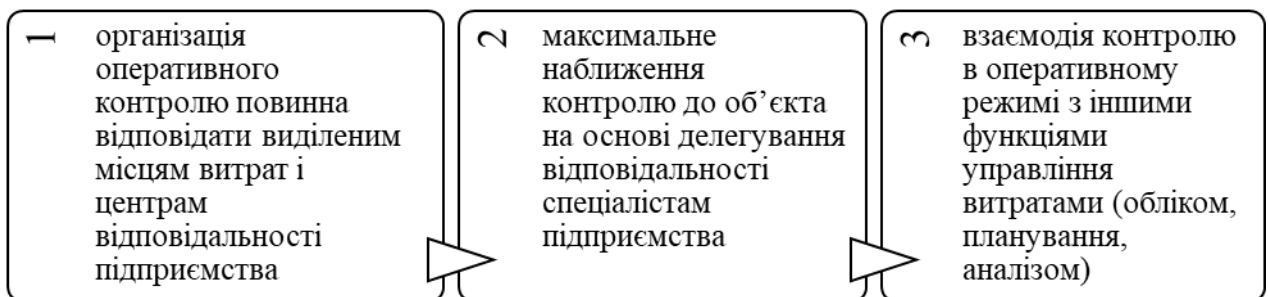 1
організація
оперативного
контролю повинна
відповідати виділеним
місцям витрат і
центрам
відповідальності
підприємства
2
максимальне
наближення
контролю до об’єкта
на основі делегування
відповідальності
спеціалістам
підприємства
3
взаємодія контролю
в оперативному
режимі з іншими
функціями
управління
витратами (обліком,
планування,
аналізом)